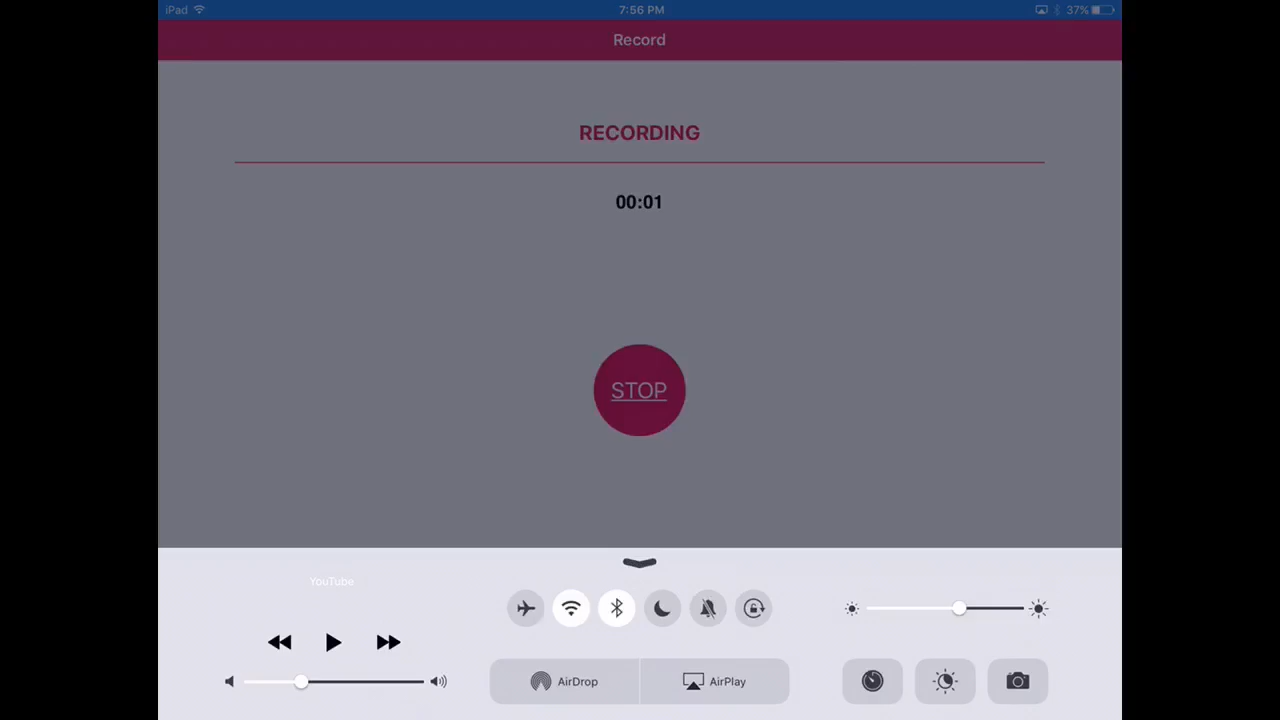 iPad 7:56 PM 37%
Record
RECORDING
00:01
STOP
YouTube
AirDrop AirPlay